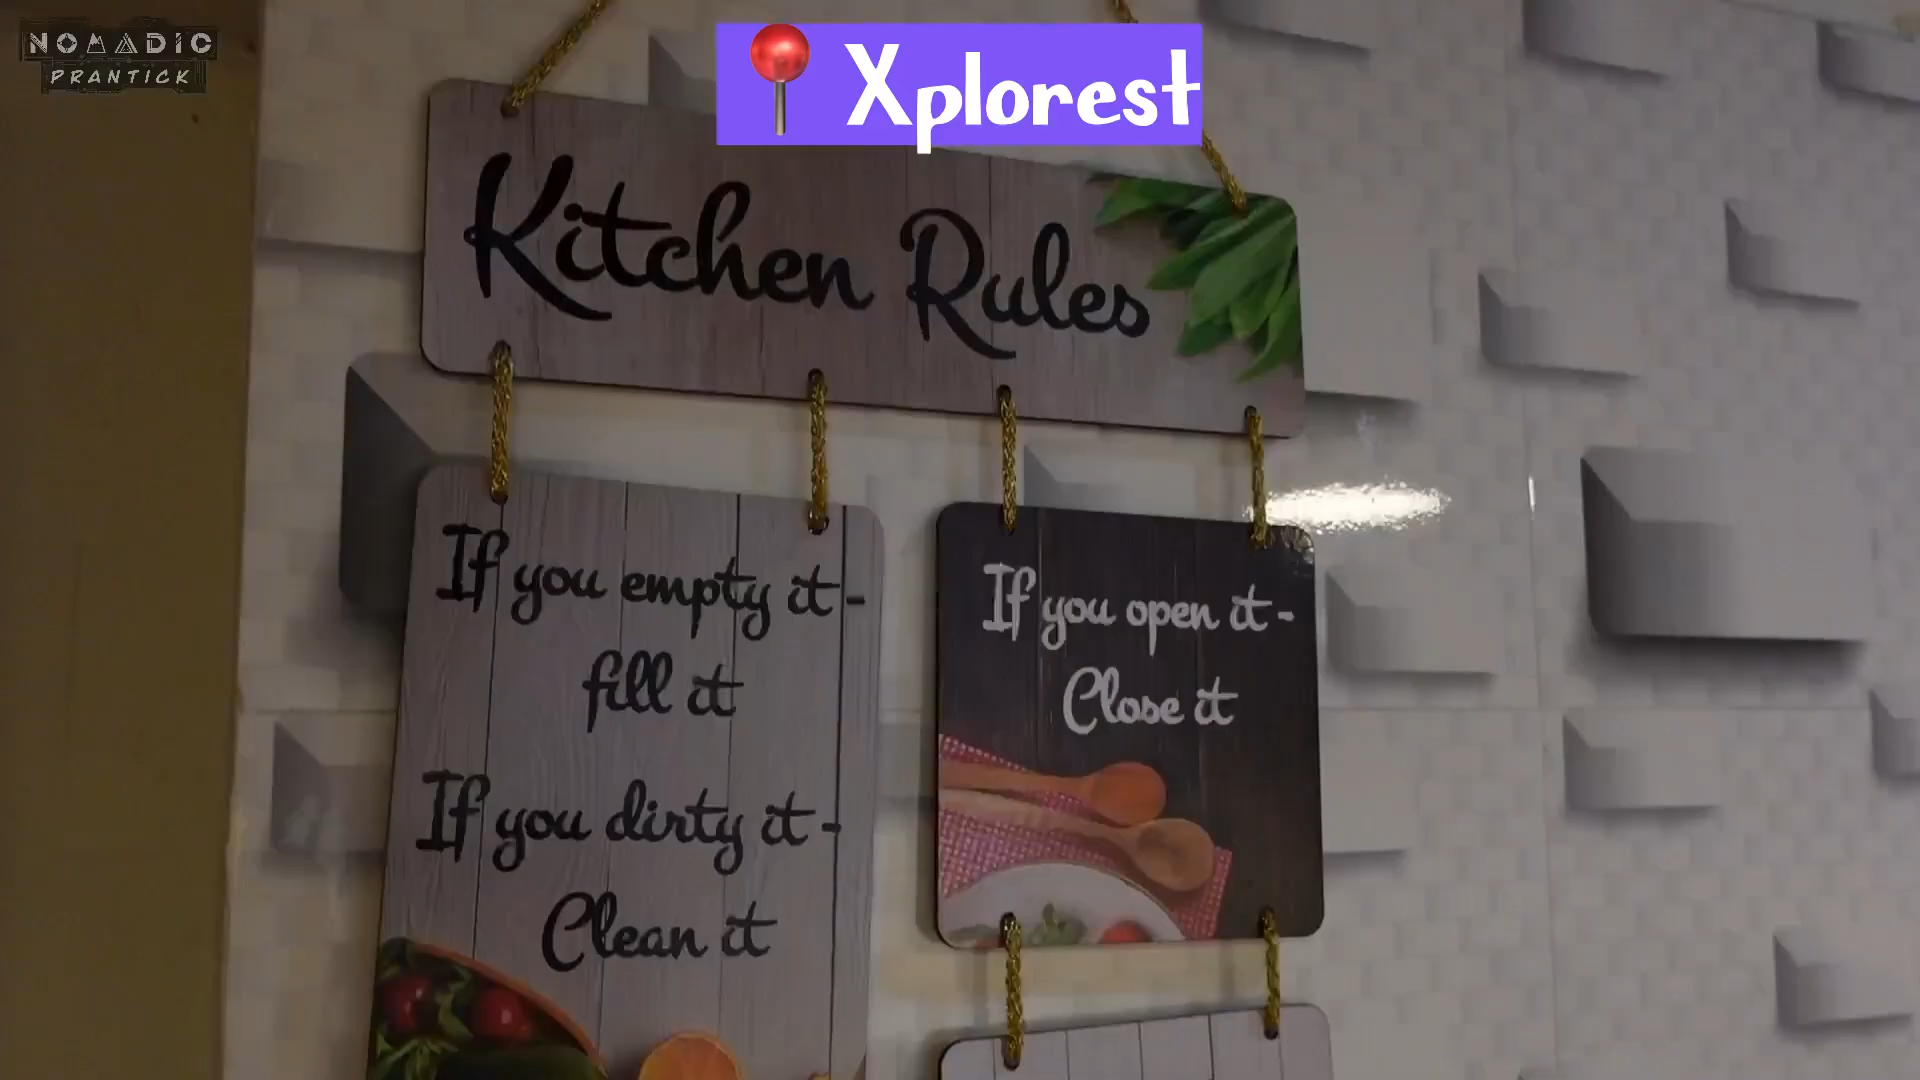 NOMADIC
PRANTICK
Xplorest
Kitchen Rules
If you empty it-
fill it
If you dirty it-
Clean it
If you open it-
Close it